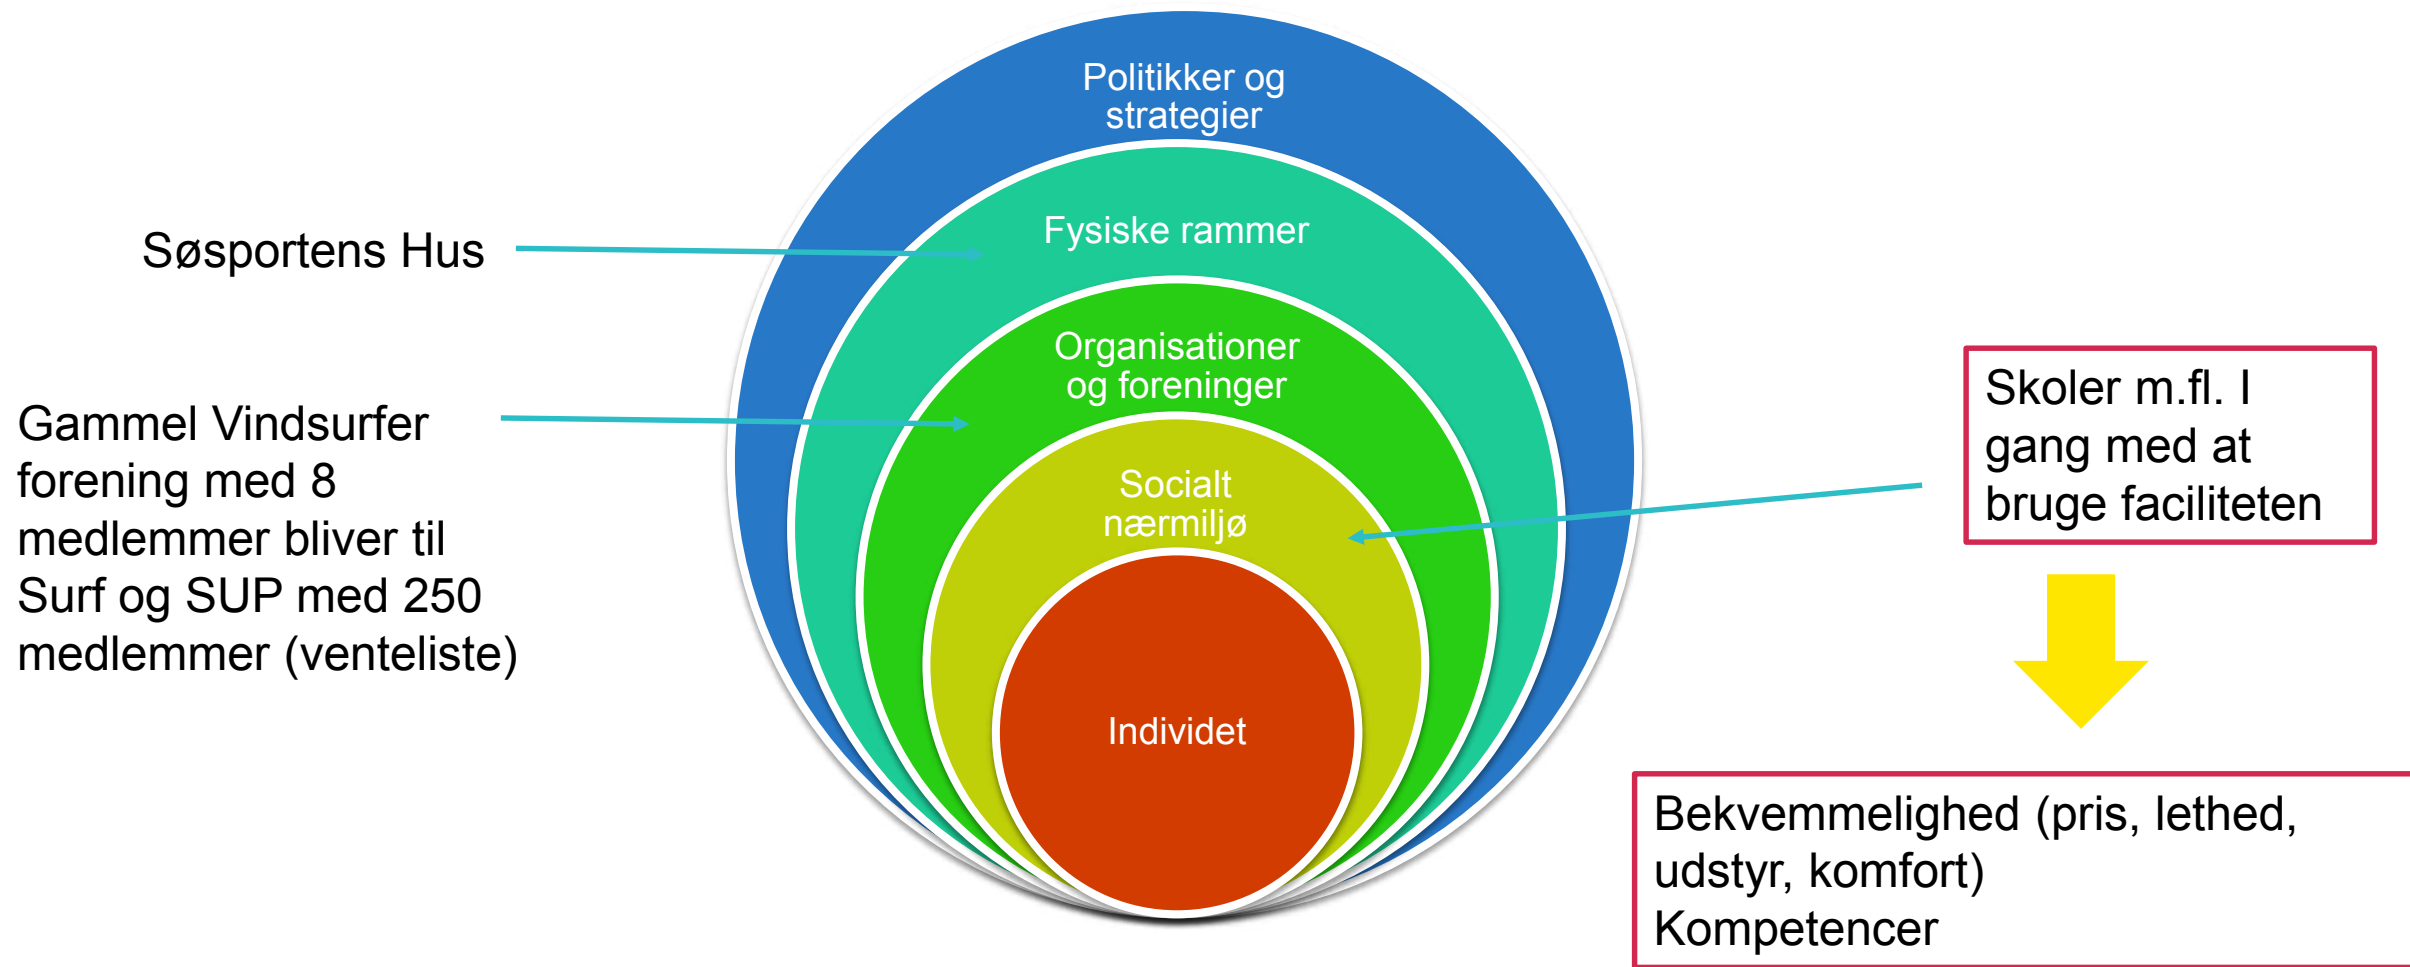 Politikker og
strategier
Fysiske rammer
Organisationer
og foreninger
Socialt
nærmiljø
Individet
Søsportens Hus
Gammel Vindsurfer
forening med 8
medlemmer bliver til
Surf og SUP med 250
medlemmer (venteliste)
Skoler m.fl. I
gang med at
bruge faciliteten
Bekvemmelighed (pris, lethed,
udstyr, komfort)
Kompetencer